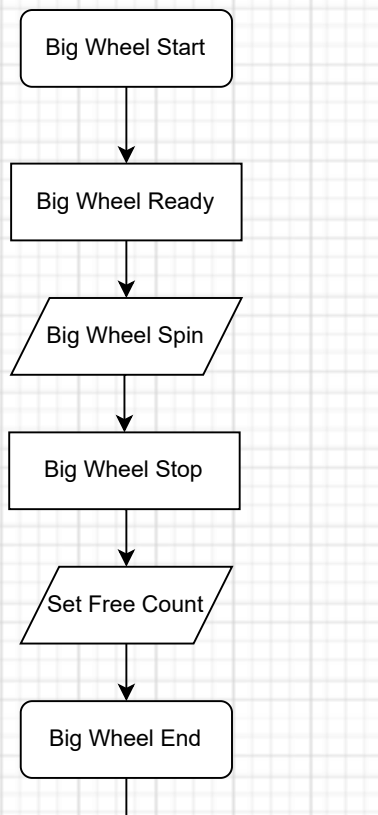 Big Wheel Start
Big Wheel Ready
Big Wheel Spin
Big Wheel Stop
Set Free Count
Big Wheel End